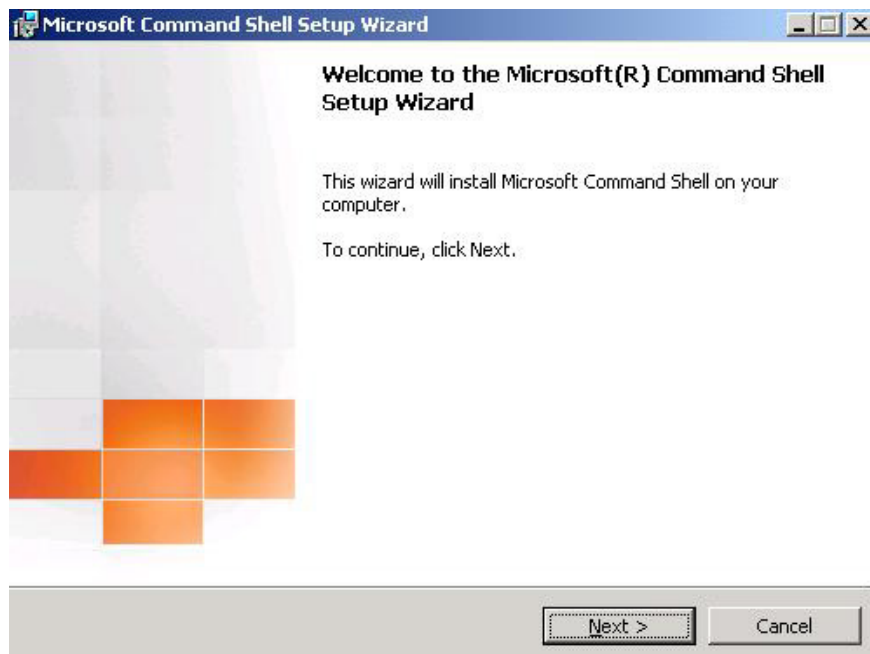 Microsoft Command Shell Setup Wizard
Welcome to the Microsoft(R) Command Shell
Setup Wizard
This wizard will install Microsoft Command Shell on your
computer.
To continue, click Next.
Next >
Cancel